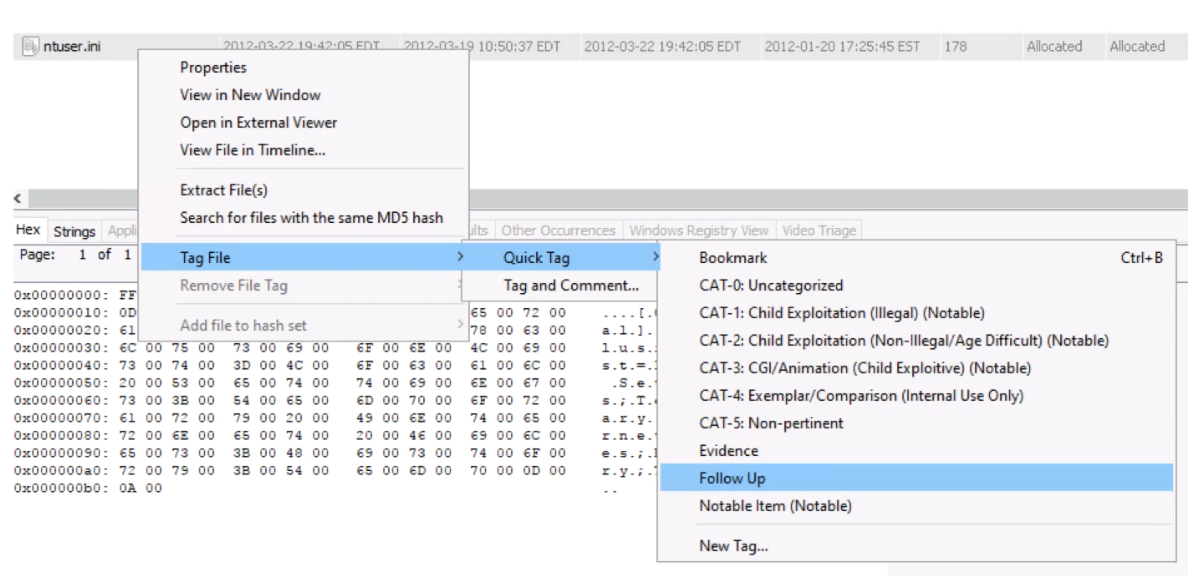 ntuser.ini 2012-03-22 19:42:05 EDT 2012-03-19 10:50:37 EDT 2012-03-22 19:42:05 EDT 2012-01-20 17:25:45 EST 178 Allocated Allocated
Properties
View in New Window
Open in External Viewer
View File in Timeline...
Extract File(s)
Search for files with the same MD5 hash
Tag File
Remove File Tag
Add file to hash set
Quick Tag
Tag and Comment...
Bookmark Ctrl+B
CAT-0: Uncategorized
CAT-1: Child Exploitation (Illegal) (Notable)
CAT-2: Child Exploitation (Non-Illegal/Age Difficult) (Notable)
CAT-3: CGI/Animation (Child Exploitive) (Notable)
CAT-4: Exemplar/Comparison (Internal Use Only)
CAT-5: Non-pertinent
Evidence
Follow Up
Notable Item (Notable)
New Tag...
Hex Strings Other Occurrences Windows Registry View Video Triage
Page: 1 of 1
0x00000000: FF
0x00000010: 0D 65 00 72 00 ....[.
0x00000020: 61 78 00 63 00 a.l.].
0x00000030: 6C 00 75 00 73 00 69 00 6F 00 6E 00 4C 00 69 00 l.u.s.
0x00000040: 73 00 74 00 3D 00 4C 00 6F 00 63 00 61 00 6C 00 s.t.=.
0x00000050: 20 00 53 00 65 00 74 00 74 00 69 00 6E 00 67 00 .S.e.
0x00000060: 73 00 3B 00 54 00 65 00 6D 00 70 00 6F 00 72 00 s.;.T.
0x00000070: 61 00 72 00 79 00 20 00 49 00 6E 00 74 00 65 00 a.r.y.
0x00000080: 72 00 6E 00 65 00 74 00 20 00 46 00 69 00 6C 00 r.n.e.
0x00000090: 65 00 73 00 3B 00 48 00 69 00 73 00 74 00 6F 00 e.s.;.
0x000000a0: 72 00 79 00 3B 00 54 00 65 00 6D 00 70 00 0D 00 r.y.;.
0x000000b0: 0A 00 ..